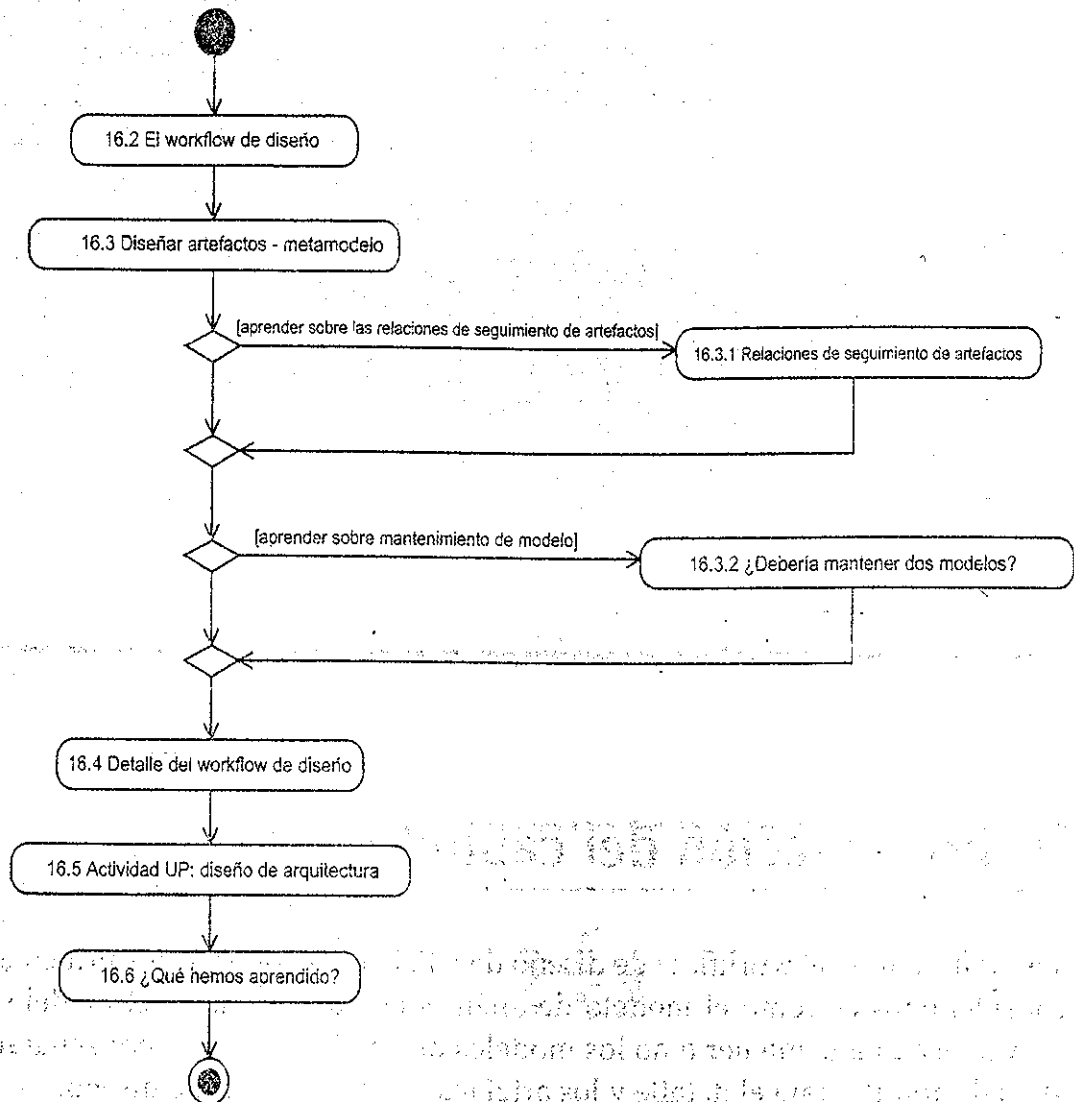 16.2 El workflow de diseño
16.3 Diseñar artefactos - metamodelo
[aprender sobre las relaciones de seguimiento de artefactos]
16.3.1 Relaciones de seguimiento de artefactos
[aprender sobre mantenimiento de modelo]
16.3.2 ¿Debería mantener dos modelos?
16.4 Detalle del workflow de diseño
16.5 Actividad UP: diseño de arquitectura
16.6 ¿Qué hemos aprendido?